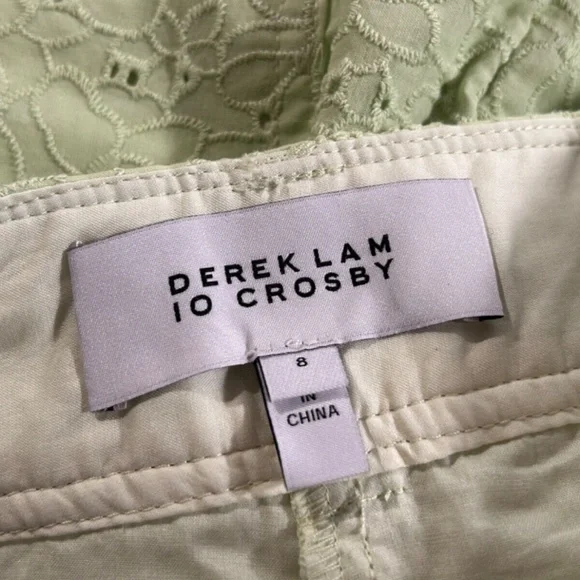 DEREK LAM
10 CROSBY
8
IN
CHINA